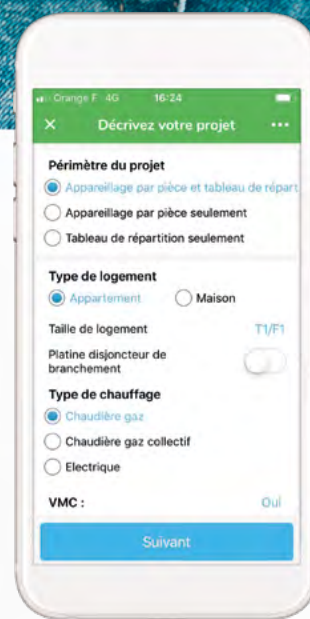 Orange F 4G 16:24
× Décrivez votre projet ...
Périmètre du projet
Appareillage par pièce et tableau de répart
Appareillage par pièce seulement
Tableau de répartition seulement
Type de logement
Appartement Maison
Taille de logement T1/F1
Platine disjoncteur de
branchement
Type de chauffage
Chaudière gaz
Chaudière gaz collectif
Electrique
VMC : Oui
Suivant